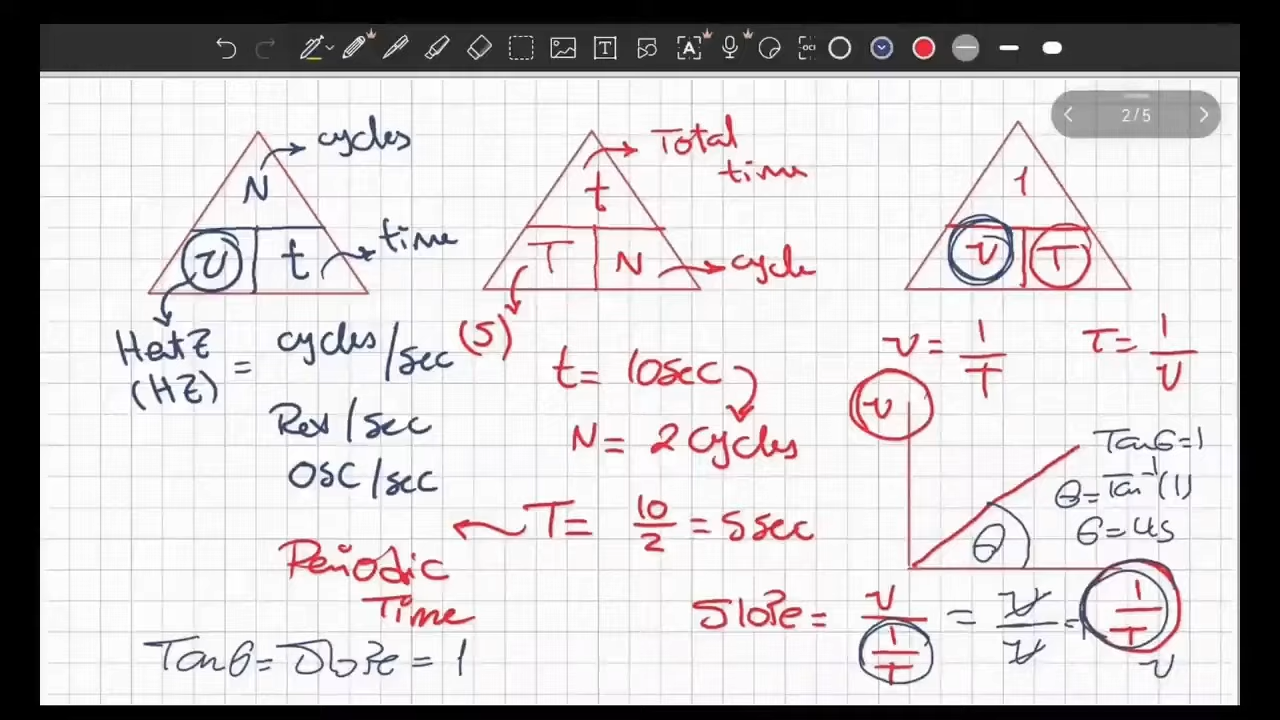 2/5
cycles
N
ν
t
time
HertZ
(HZ)
= cycles/sec
Rev/sec
OSC/sec
Periodic
Time
Tanθ = Slope = 1
Total
time
t
T
N
cycle
(S)
t = 10sec
N = 2 cycles
T = 10/2 = 5sec
1
ν
T
ν = 1/T
T = 1/ν
ν
Tanθ = 1
θ = Tan⁻¹(1)
θ = 45
θ
1/T
ν
Slope = ν/(1/T) = ν/ν = 1